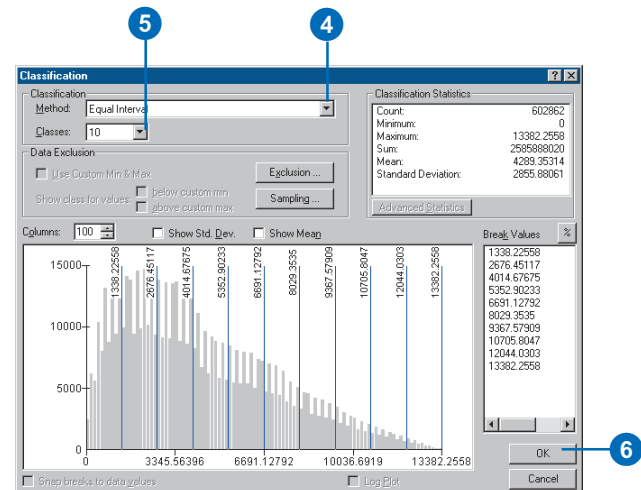 5
4
Classification
Classification
Method: Equal Interval
Classes: 10
Classification Statistics
Count: 602862
Minimum: 0
Maximum: 13382.2558
Sum: 2585888020
Mean: 4289.35314
Standard Deviation: 2855.88061
Advanced Statistics
Data Exclusion
Use Custom Min & Max
Exclusion ...
Show class for values:
below custom min
above custom max
Sampling ...
Columns: 100
Show Std. Dev.
Show Mean
Break Values
%
1338.22558
2676.45117
4014.67675
5352.90233
6691.12792
8029.3535
9367.57909
10705.8047
12044.0303
13382.2558
15000
10000
5000
0
1338.22558
2676.45117
4014.67675
5352.90233
6691.12792
8029.3535
9367.57909
10705.8047
12044.0303
13382.2558
0
3345.56396
6691.12792
10036.6919
13382.2558
OK
6
Cancel
Snap breaks to data values
Log Plot